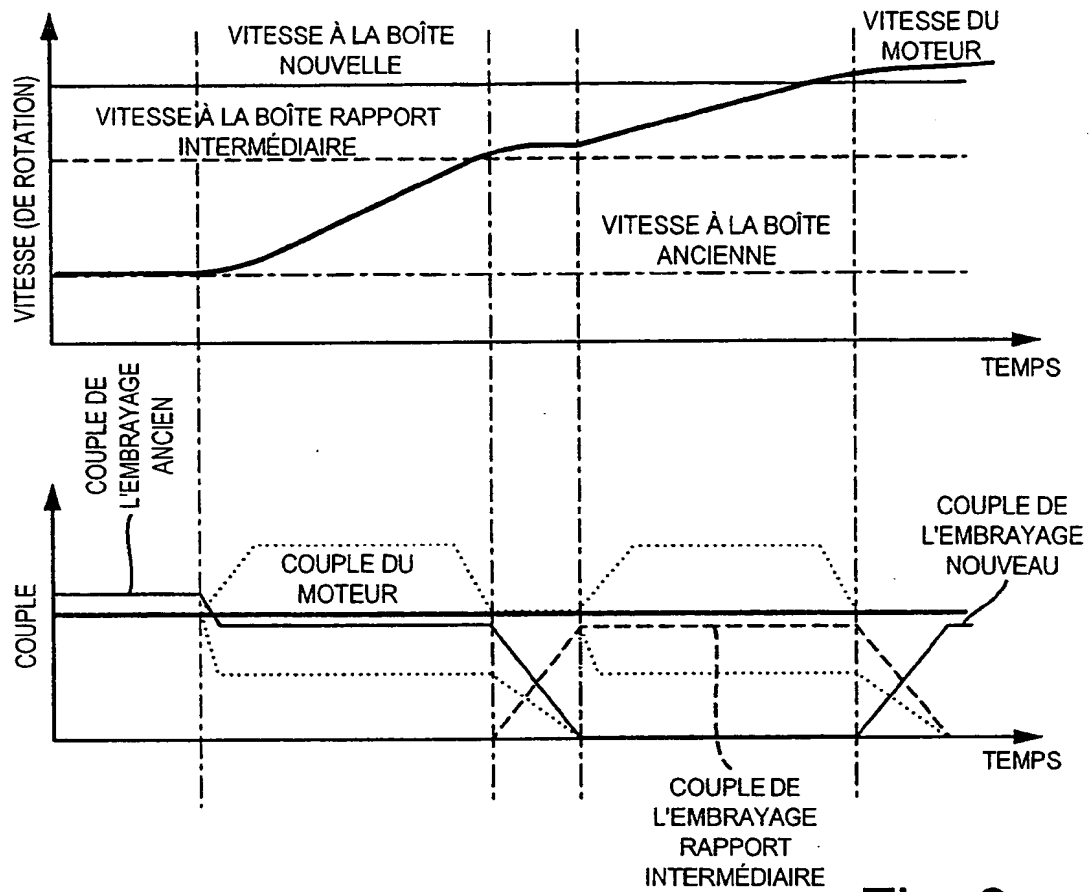 VITESSE À LA BOÎTE
NOUVELLE
VITESSE DU
MOTEUR
VITESSE À LA BOÎTE RAPPORT
INTERMÉDIAIRE
VITESSE À LA BOÎTE
ANCIENNE
VITESSE (DE ROTATION)
TEMPS
COUPLE DE
L'EMBRAYAGE
ANCIEN
COUPLE DU
MOTEUR
COUPLE DE
L'EMBRAYAGE
NOUVEAU
COUPLE
TEMPS
COUPLE DE
L'EMBRAYAGE
RAPPORT
INTERMÉDIAIRE